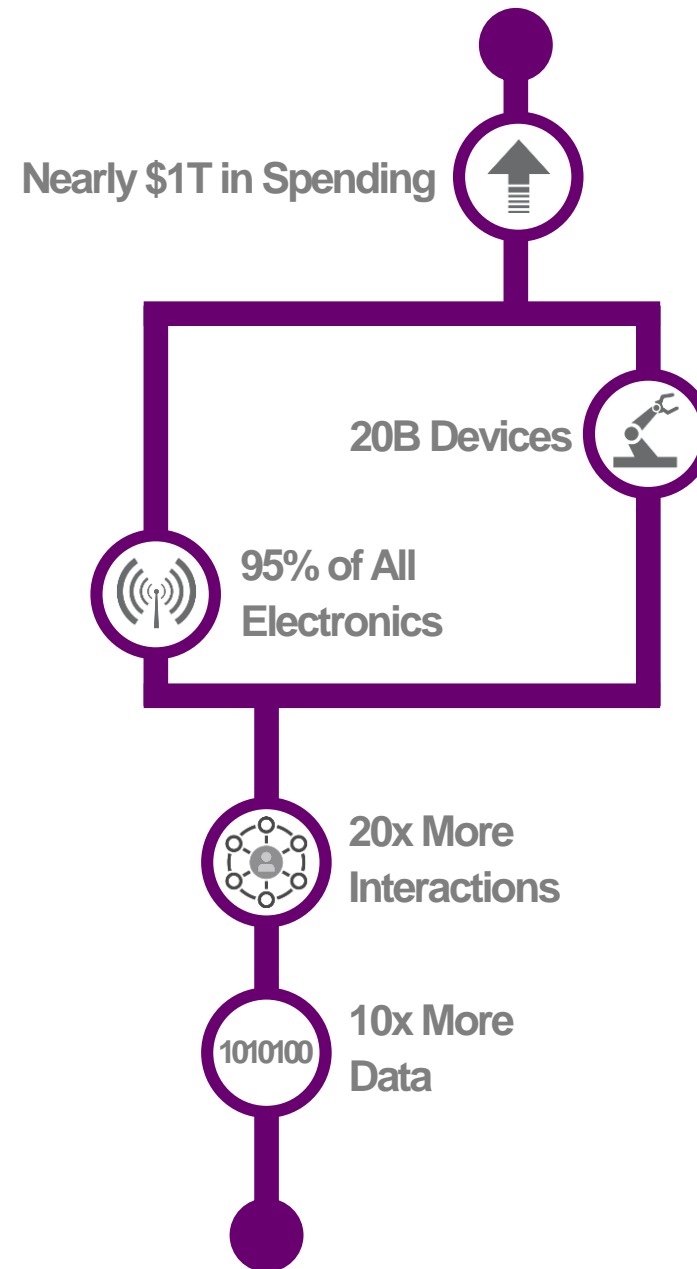 Nearly $1T in Spending
20B Devices
95% of All
Electronics
20x More
Interactions
1010100
10x More
Data